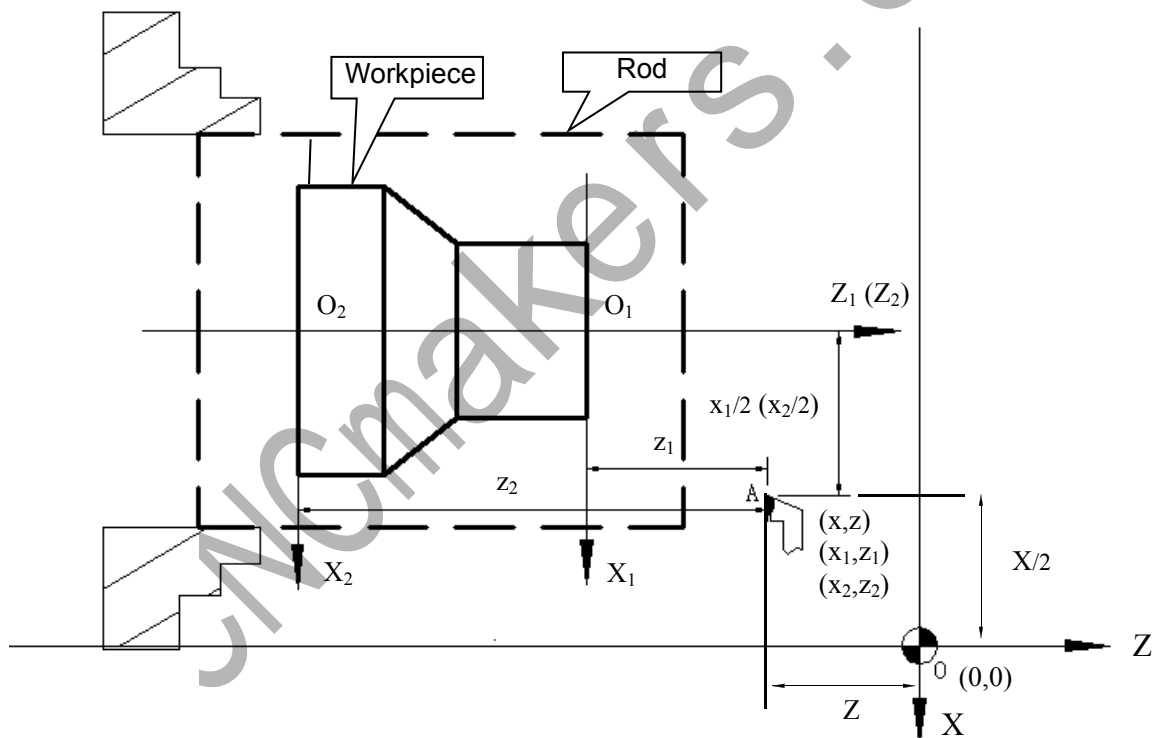 Workpiece
Rod
O₂
O₁
Z₁ (Z₂)
x₁/2 (x₂/2)
z₁
z₂
A
(x,z)
(x₁,z₁)
(x₂,z₂)
X/2
X₂
X₁
Z
O
(0,0)
Z
X
CNCmakers.